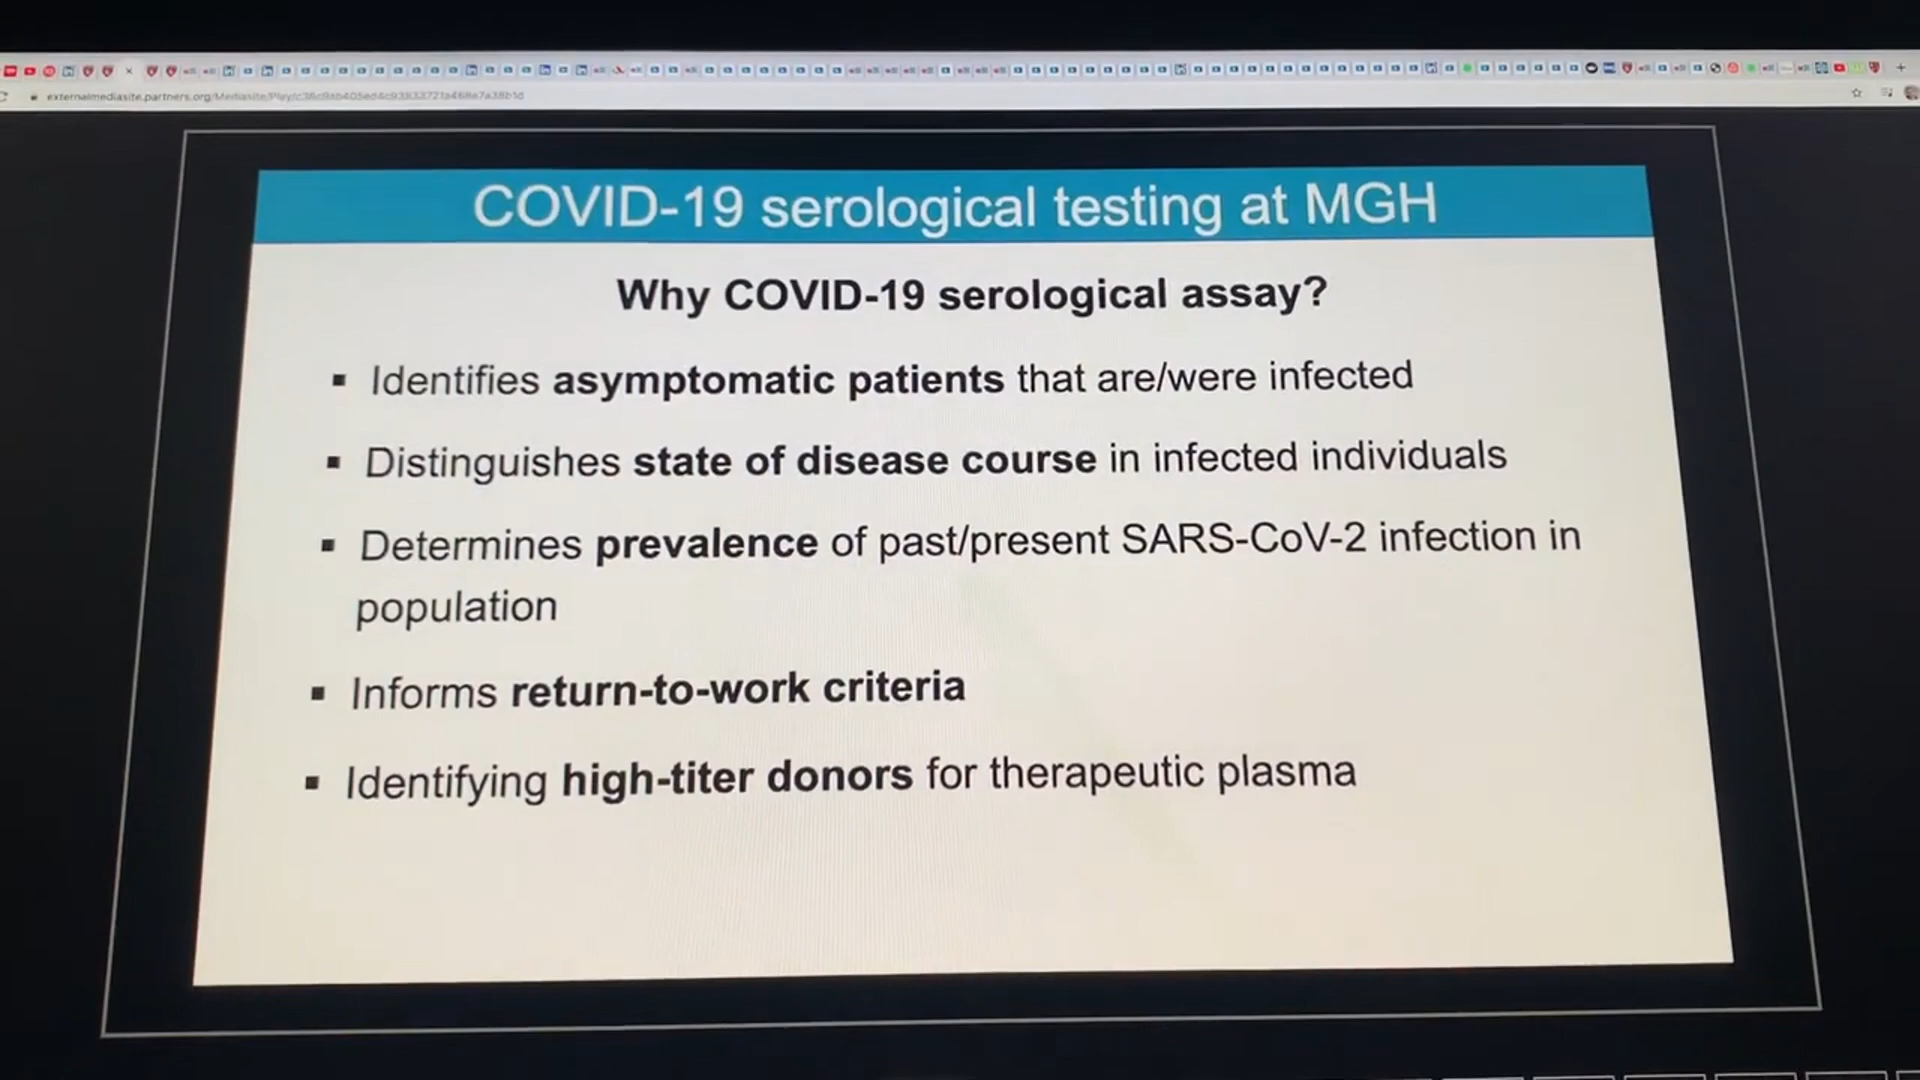 COVID-19 serological testing at MGH
Why COVID-19 serological assay?
▪ Identifies asymptomatic patients that are/were infected
▪ Distinguishes state of disease course in infected individuals
▪ Determines prevalence of past/present SARS-CoV-2 infection in
population
▪ Informs return-to-work criteria
▪ Identifying high-titer donors for therapeutic plasma